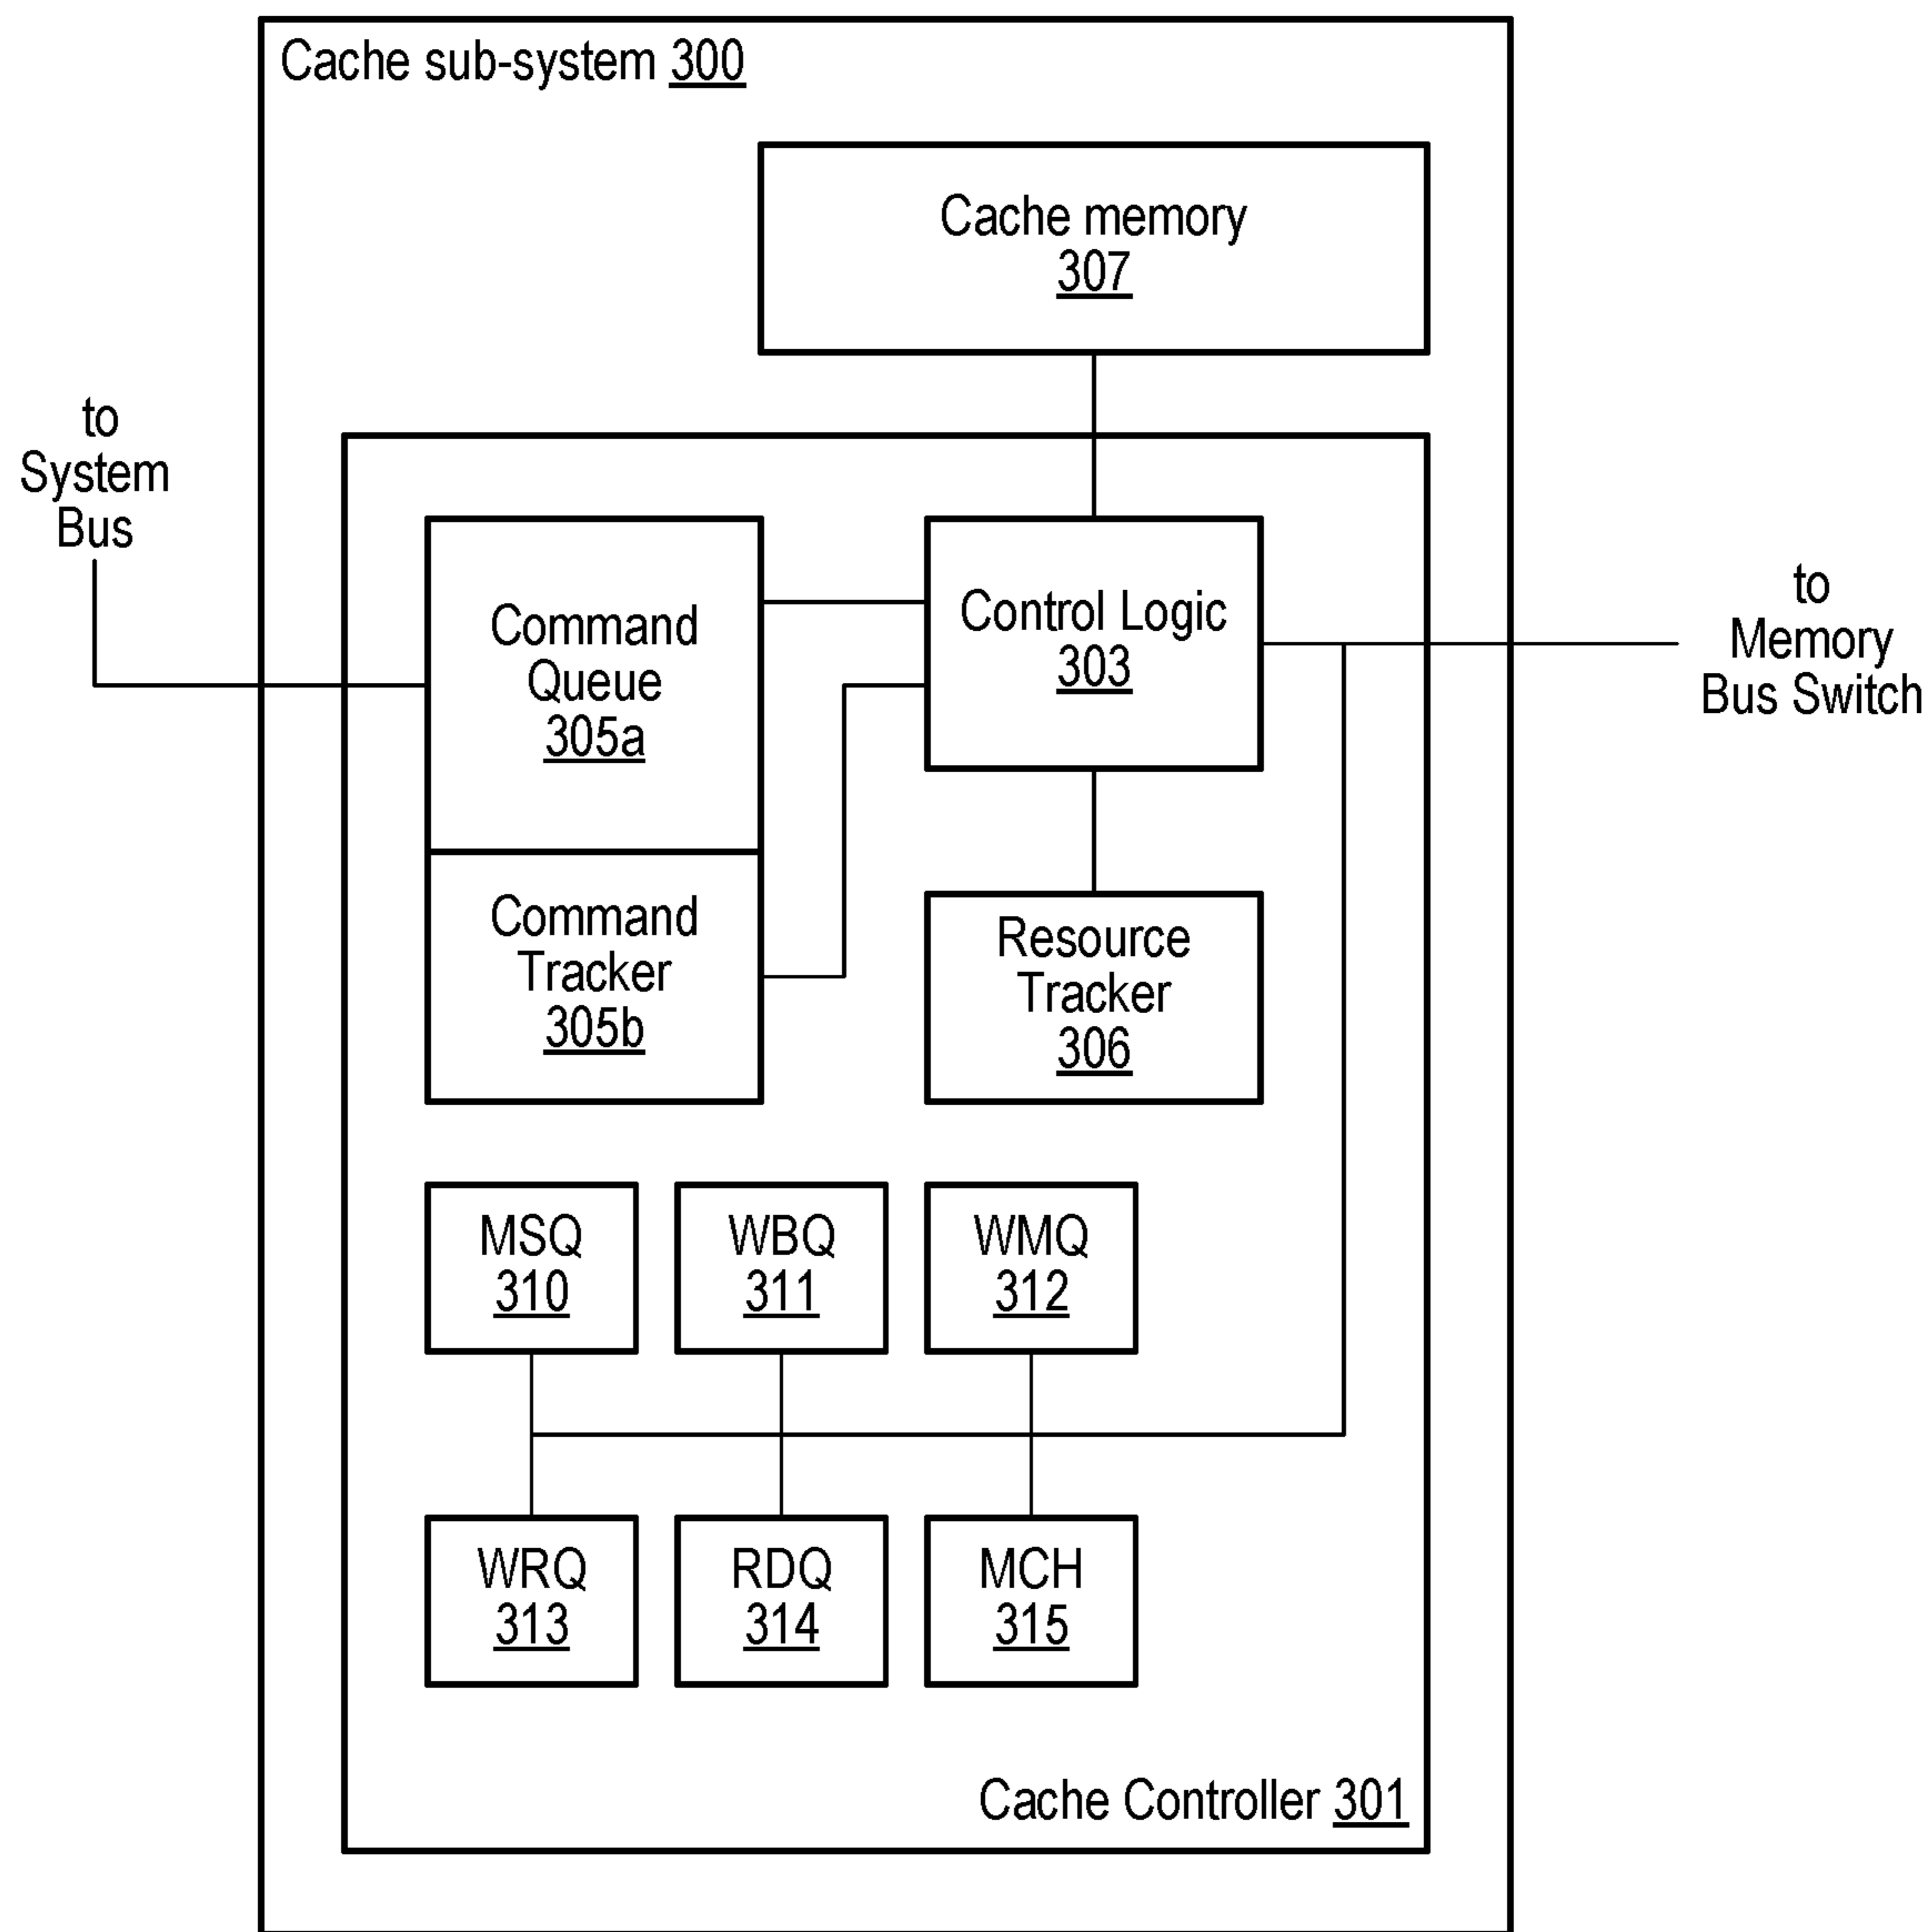 Cache sub-system 300
Cache memory
307
to
System
Bus
Command
Queue
305a
Control Logic
303
to
Memory
Bus Switch
Command
Tracker
305b
Resource
Tracker
306
MSQ
310
WBQ
311
WMQ
312
WRQ
313
RDQ
314
MCH
315
Cache Controller 301